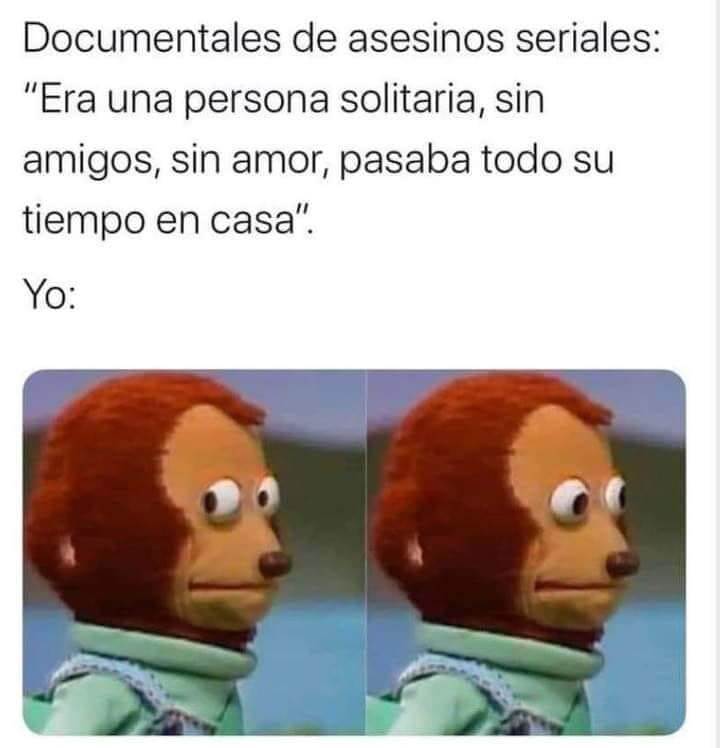 Documentales de asesinos seriales:
"Era una persona solitaria, sin
amigos, sin amor, pasaba todo su
tiempo en casa".
Yo: